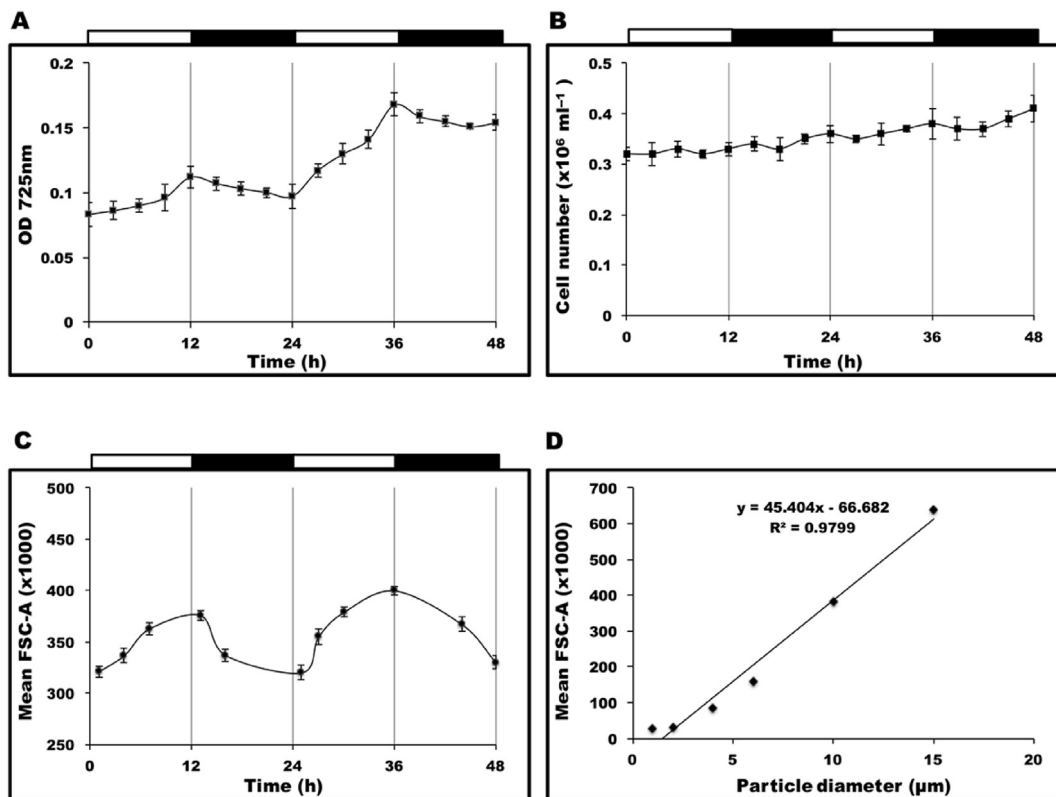 A
0.2
0.15
0.1
0.05
0
OD 725nm
0 12 24 36 48
Time (h)
B
0.5
0.4
0.3
0.2
0.1
0
Cell number (x10⁶ ml⁻¹)
0 12 24 36 48
Time (h)
C
500
450
400
350
300
250
Mean FSC-A (x1000)
0 12 24 36 48
Time (h)
D
700
600
500
400
300
200
100
0
Mean FSC-A (x1000)
y = 45.404x - 66.682
R² = 0.9799
0 5 10 15 20
Particle diameter (µm)